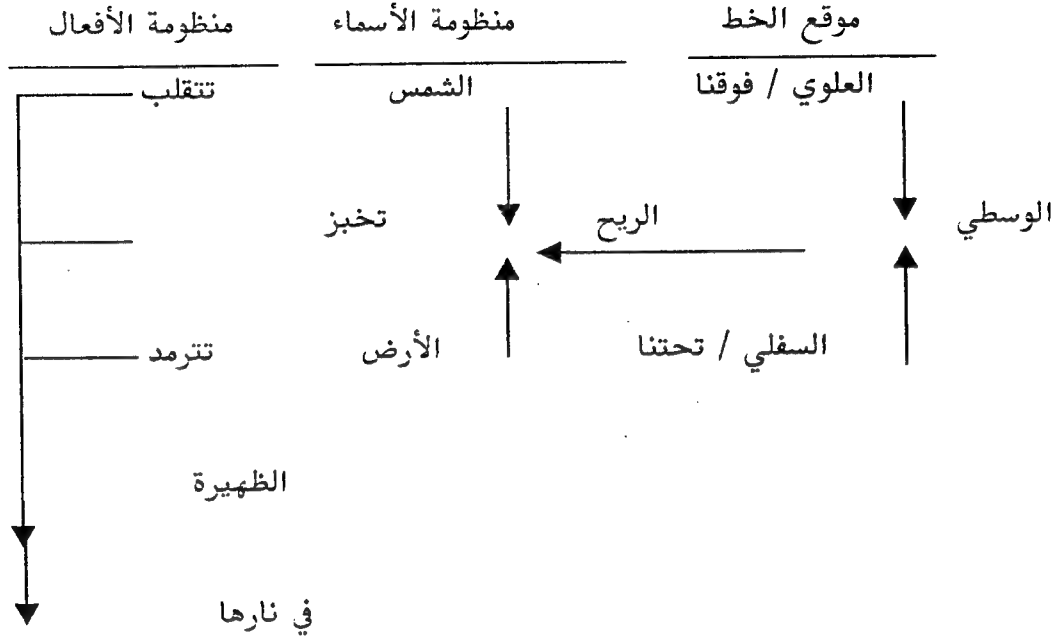 موقع الخط منظومة الأسماء منظومة الأفعال
العلوي / فوقنا الشمس تتقلب
الوسطي الريح تخبز
السفلي / تحتنا الأرض تترمد
الظهيرة
في نارها